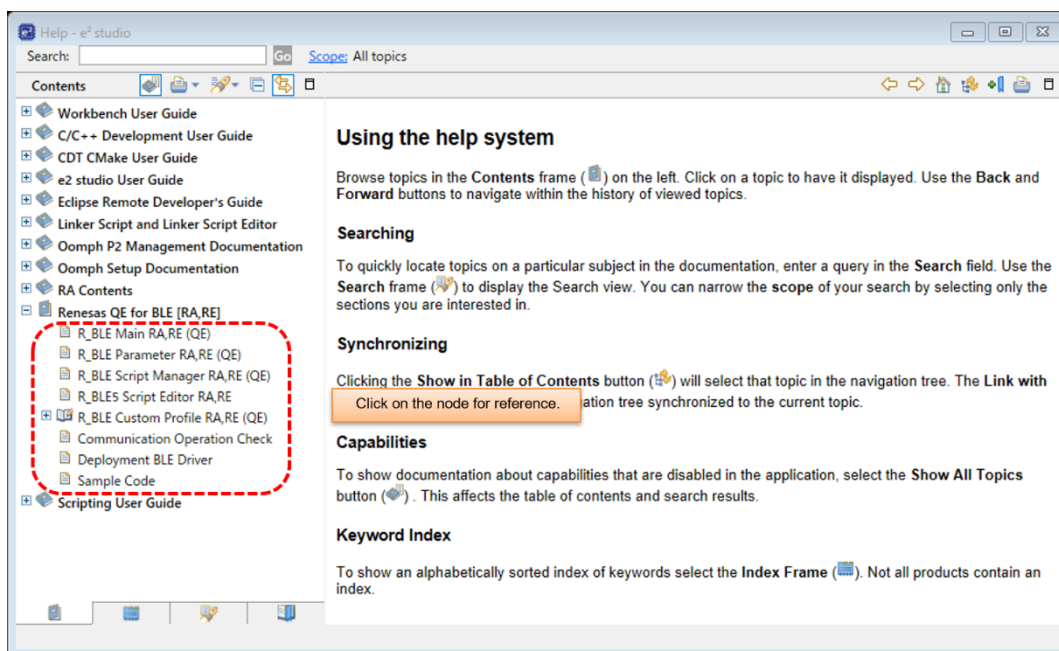 Help - e² studio
Search:
Go
Scope: All topics
Contents
Workbench User Guide
C/C++ Development User Guide
CDT CMake User Guide
e2 studio User Guide
Eclipse Remote Developer's Guide
Linker Script and Linker Script Editor
Oomph P2 Management Documentation
Oomph Setup Documentation
RA Contents
Renesas QE for BLE [RA,RE]
R_BLE Main RA,RE (QE)
R_BLE Parameter RA,RE (QE)
R_BLE Script Manager RA,RE (QE)
R_BLE5 Script Editor RA,RE
R_BLE Custom Profile RA,RE (QE)
Communication Operation Check
Deployment BLE Driver
Sample Code
Scripting User Guide
Using the help system
Browse topics in the Contents frame ( ) on the left. Click on a topic to have it displayed. Use the Back and
Forward buttons to navigate within the history of viewed topics.
Searching
To quickly locate topics on a particular subject in the documentation, enter a query in the Search field. Use the
Search frame ( ) to display the Search view. You can narrow the scope of your search by selecting only the
sections you are interested in.
Synchronizing
Clicking the Show in Table of Contents button ( ) will select that topic in the navigation tree. The Link with
Click on the node for reference.
ation tree synchronized to the current topic.
Capabilities
To show documentation about capabilities that are disabled in the application, select the Show All Topics
button ( ) . This affects the table of contents and search results.
Keyword Index
To show an alphabetically sorted index of keywords select the Index Frame ( ). Not all products contain an
index.